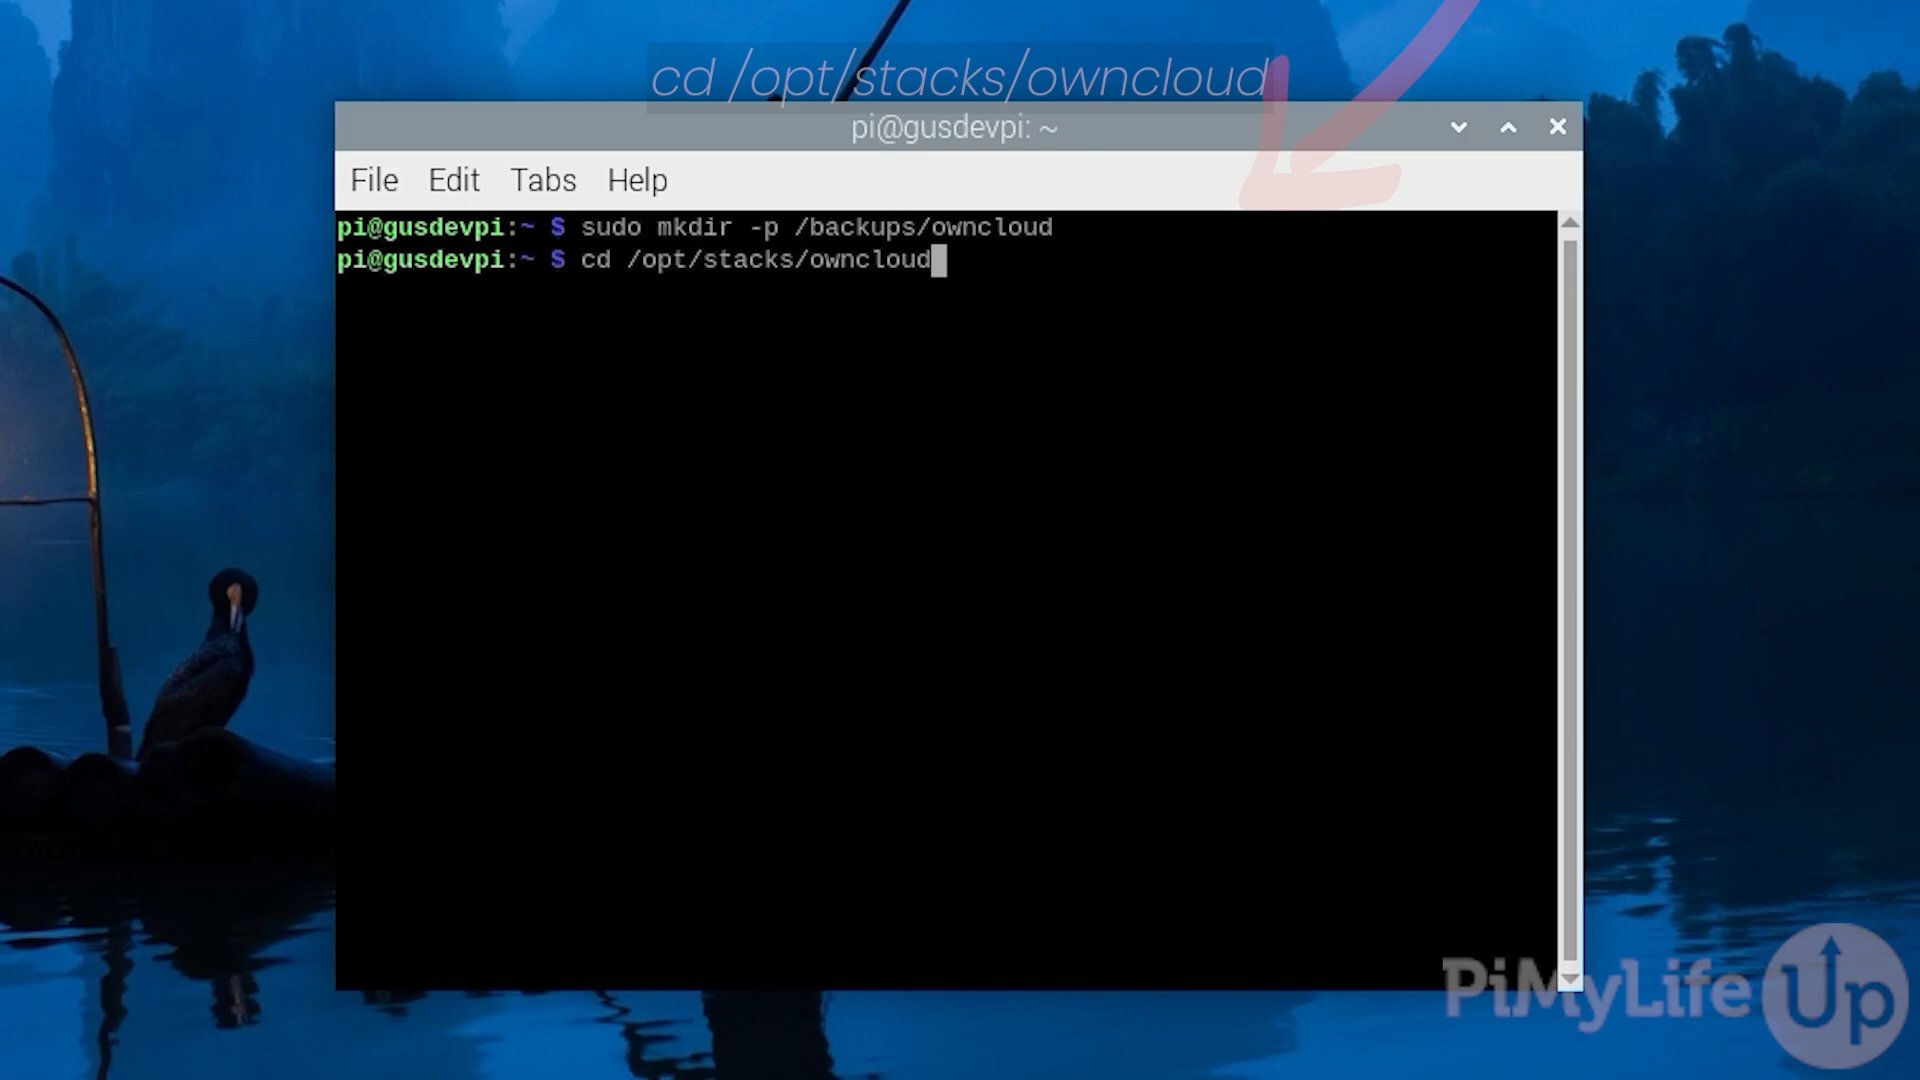 cd /opt/stacks/owncloud
pi@gusdevpi: ~
File Edit Tabs Help
pi@gusdevpi:~ $ sudo mkdir -p /backups/owncloud
pi@gusdevpi:~ $ cd /opt/stacks/owncloud
PiMyLifeUp